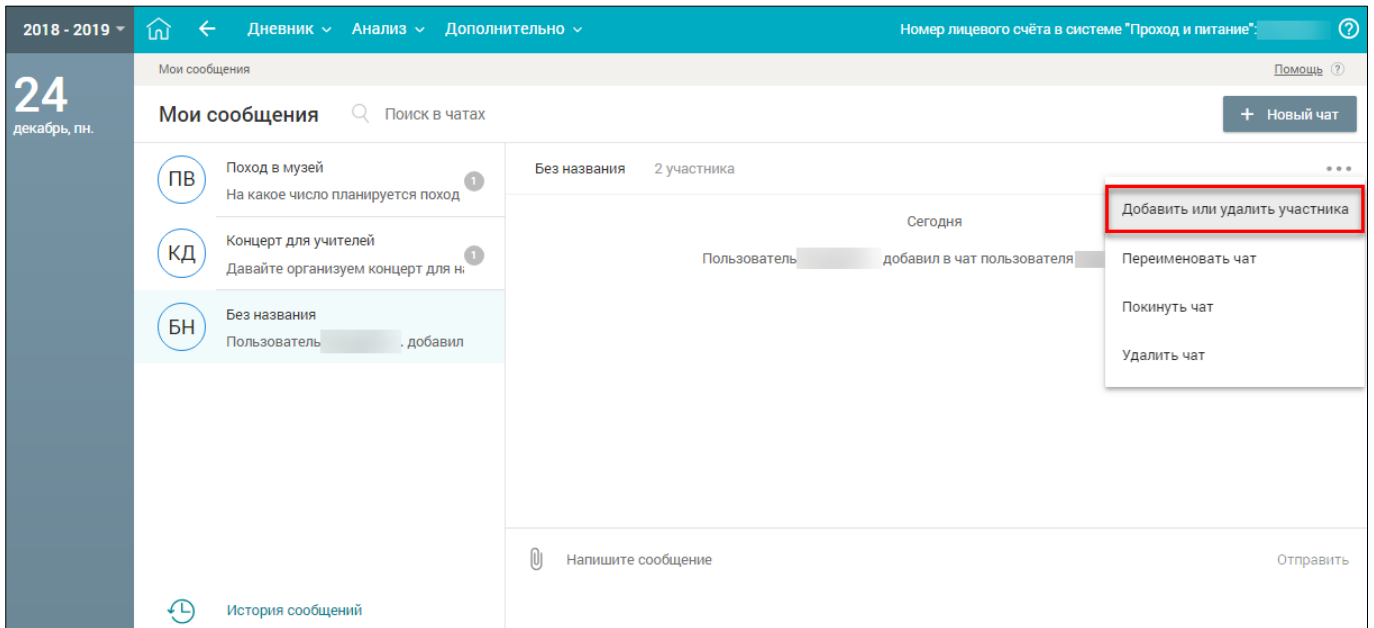 2018 - 2019
Дневник Анализ Дополнительно
Номер лицевого счёта в системе "Проход и питание":
24
декабрь, пн.
Мои сообщения
Помощь ?
Мои сообщения
Поиск в чатах
+ Новый чат
ПВ
Поход в музей
На какое число планируется поход
1
КД
Концерт для учителей
Давайте организуем концерт для
1
БН
Без названия
Пользователь . добавил
Без названия 2 участника
Сегодня
Пользователь добавил в чат пользователя
Добавить или удалить участника
Переименовать чат
Покинуть чат
Удалить чат
Напишите сообщение
Отправить
История сообщений